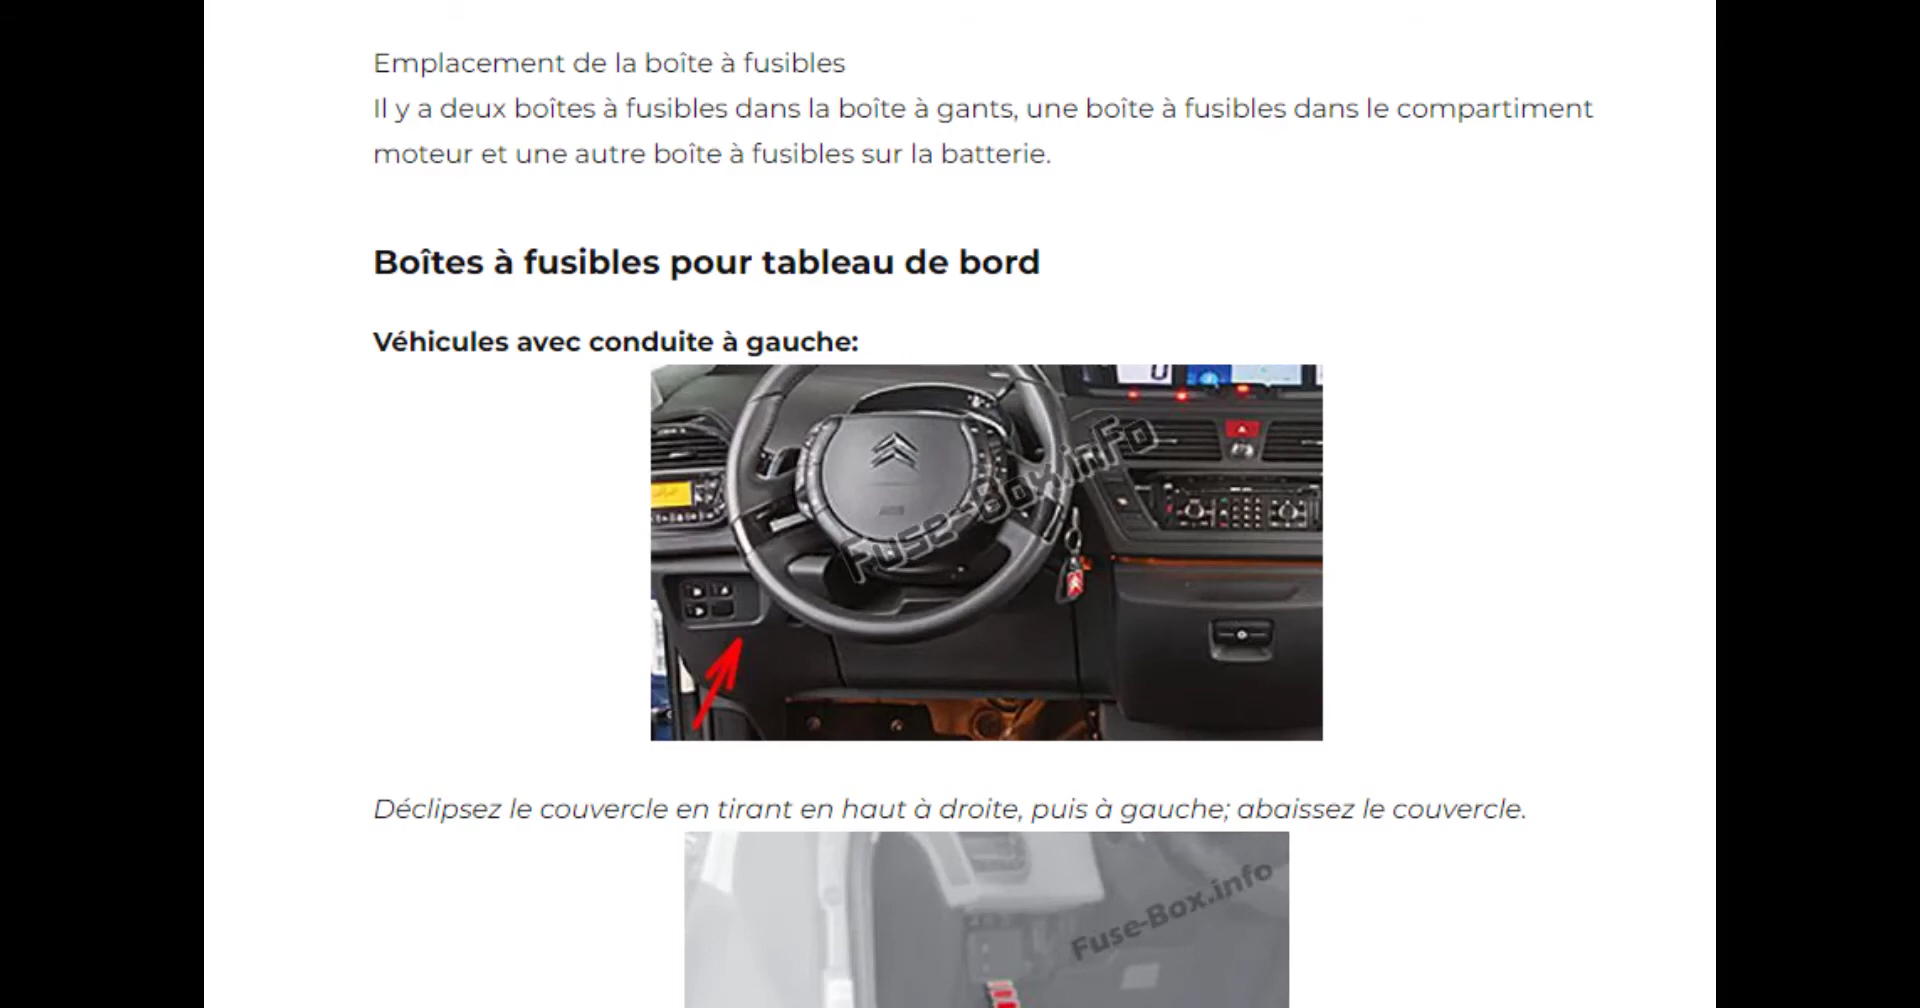 Emplacement de la boîte à fusibles
Il y a deux boîtes à fusibles dans la boîte à gants, une boîte à fusibles dans le compartiment
moteur et une autre boîte à fusibles sur la batterie.
Boîtes à fusibles pour tableau de bord
Véhicules avec conduite à gauche:
Fuse-Box.inFo
Déclipsez le couvercle en tirant en haut à droite, puis à gauche; abaissez le couvercle.
Fuse-Box.info